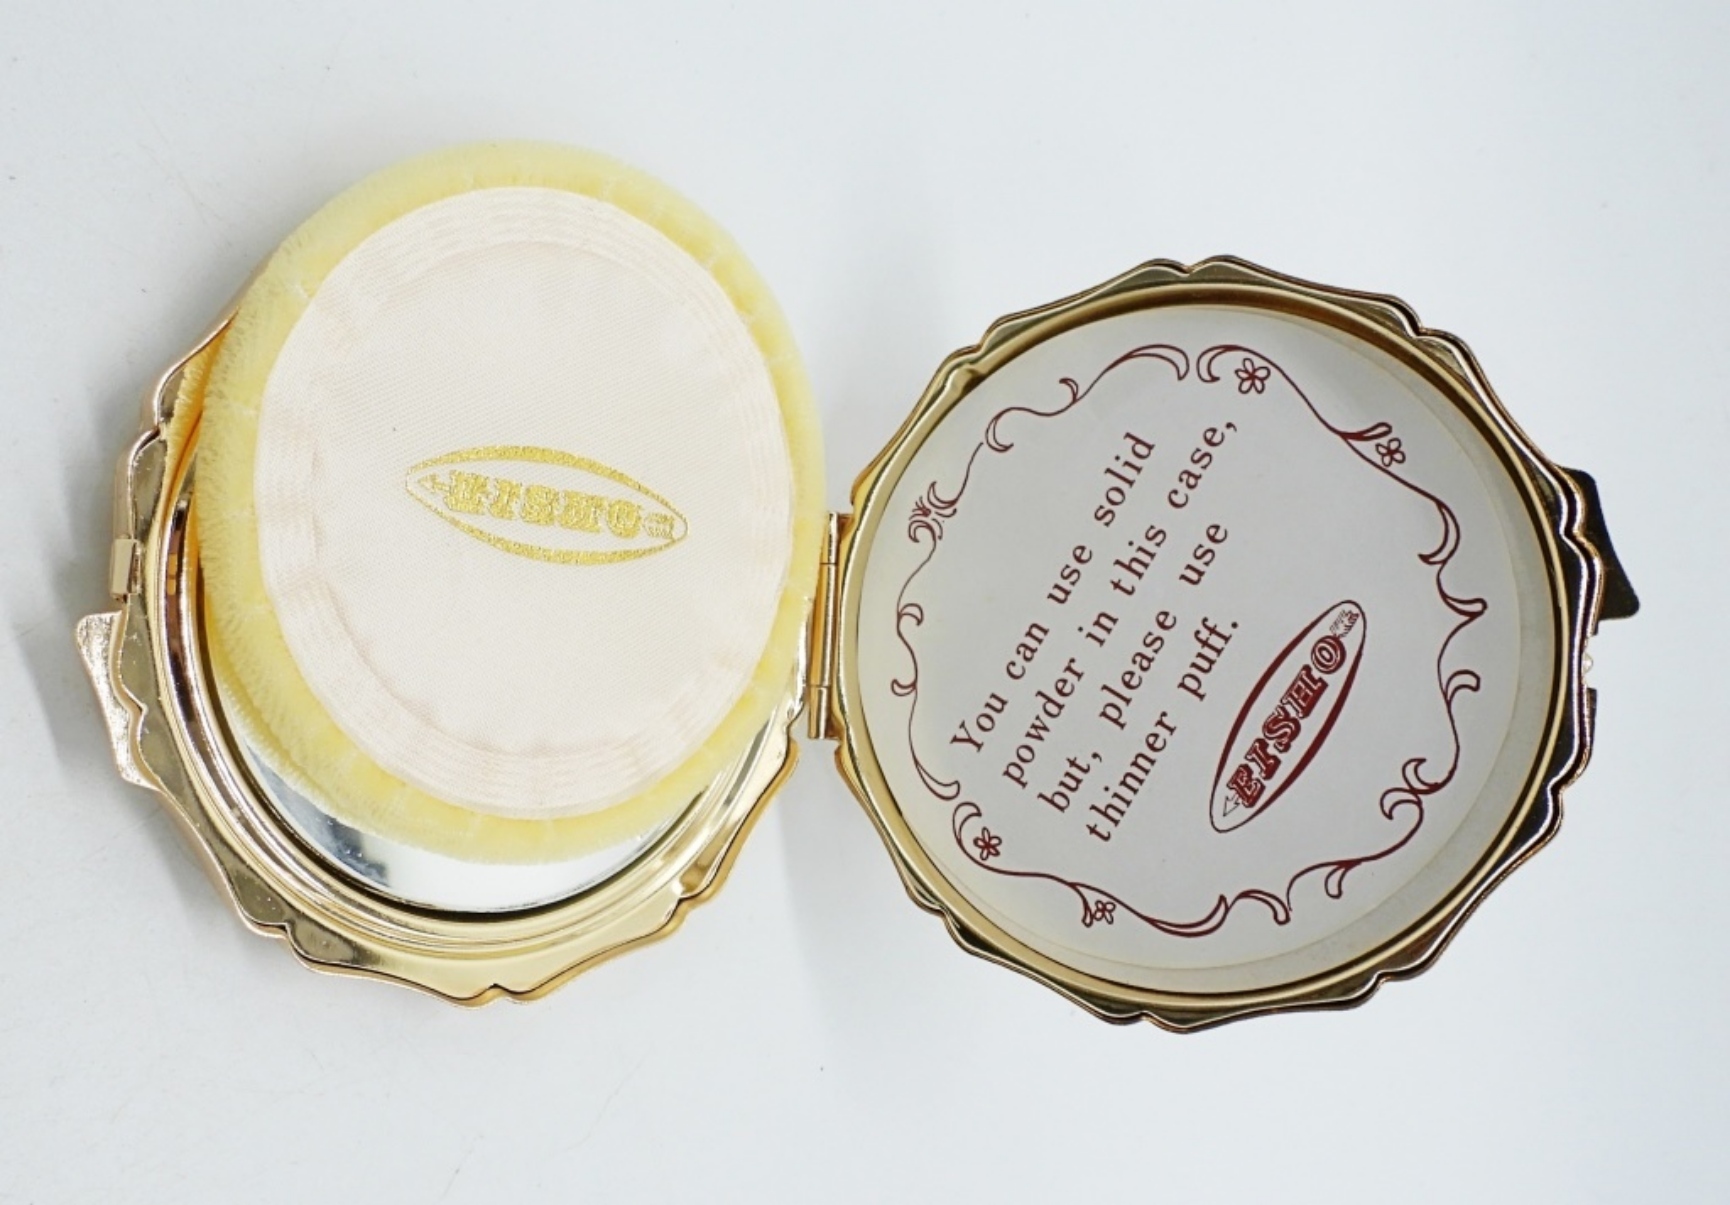 EISHO
You can use solid
powder in this case,
but, please use
thinner puff.
EISHO